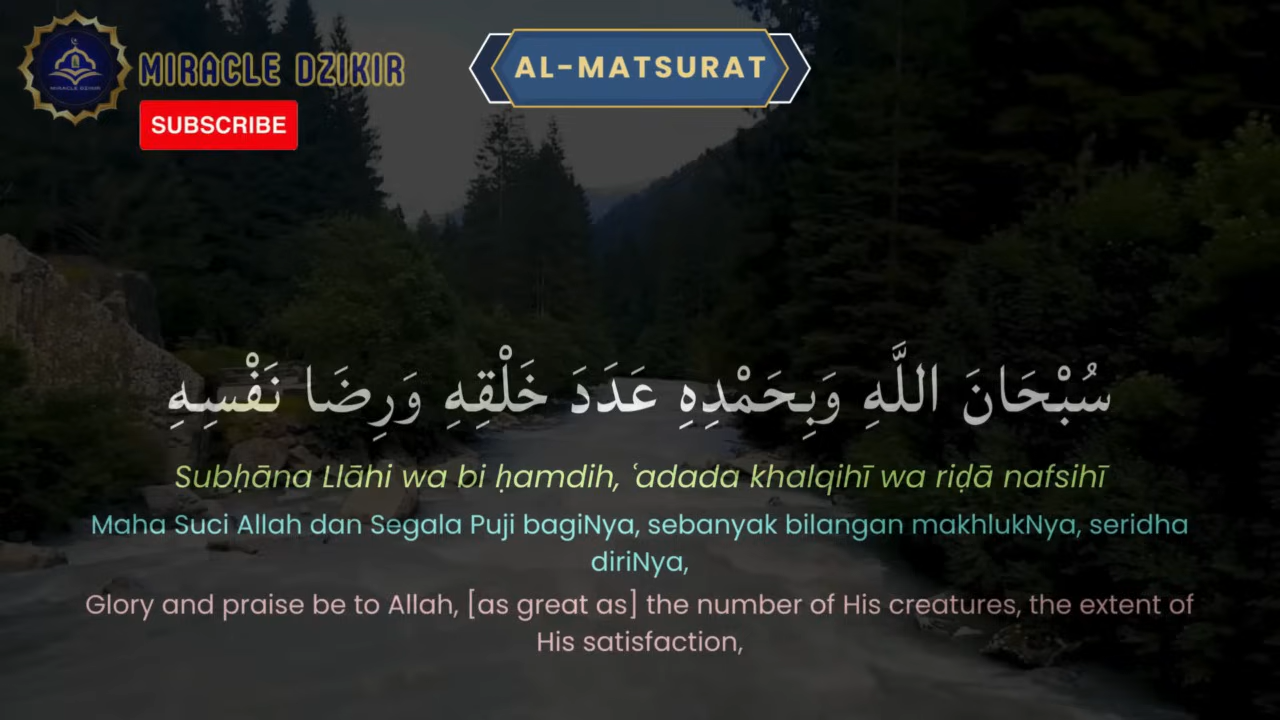 MIRACLE DZIKIR
SUBSCRIBE
AL-MATSURAT
MIRACLE DZIKIR
سُبْحَانَ اللَّهِ وَبِحَمْدِهِ عَدَدَ خَلْقِهِ وَرِضَا نَفْسِهِ
Subḥāna Llāhi wa bi ḥamdih, ʿadada khalqihī wa riḍā nafsihī
Maha Suci Allah dan Segala Puji bagiNya, sebanyak bilangan makhlukNya, seridha
diriNya,
Glory and praise be to Allah, [as great as] the number of His creatures, the extent of
His satisfaction,